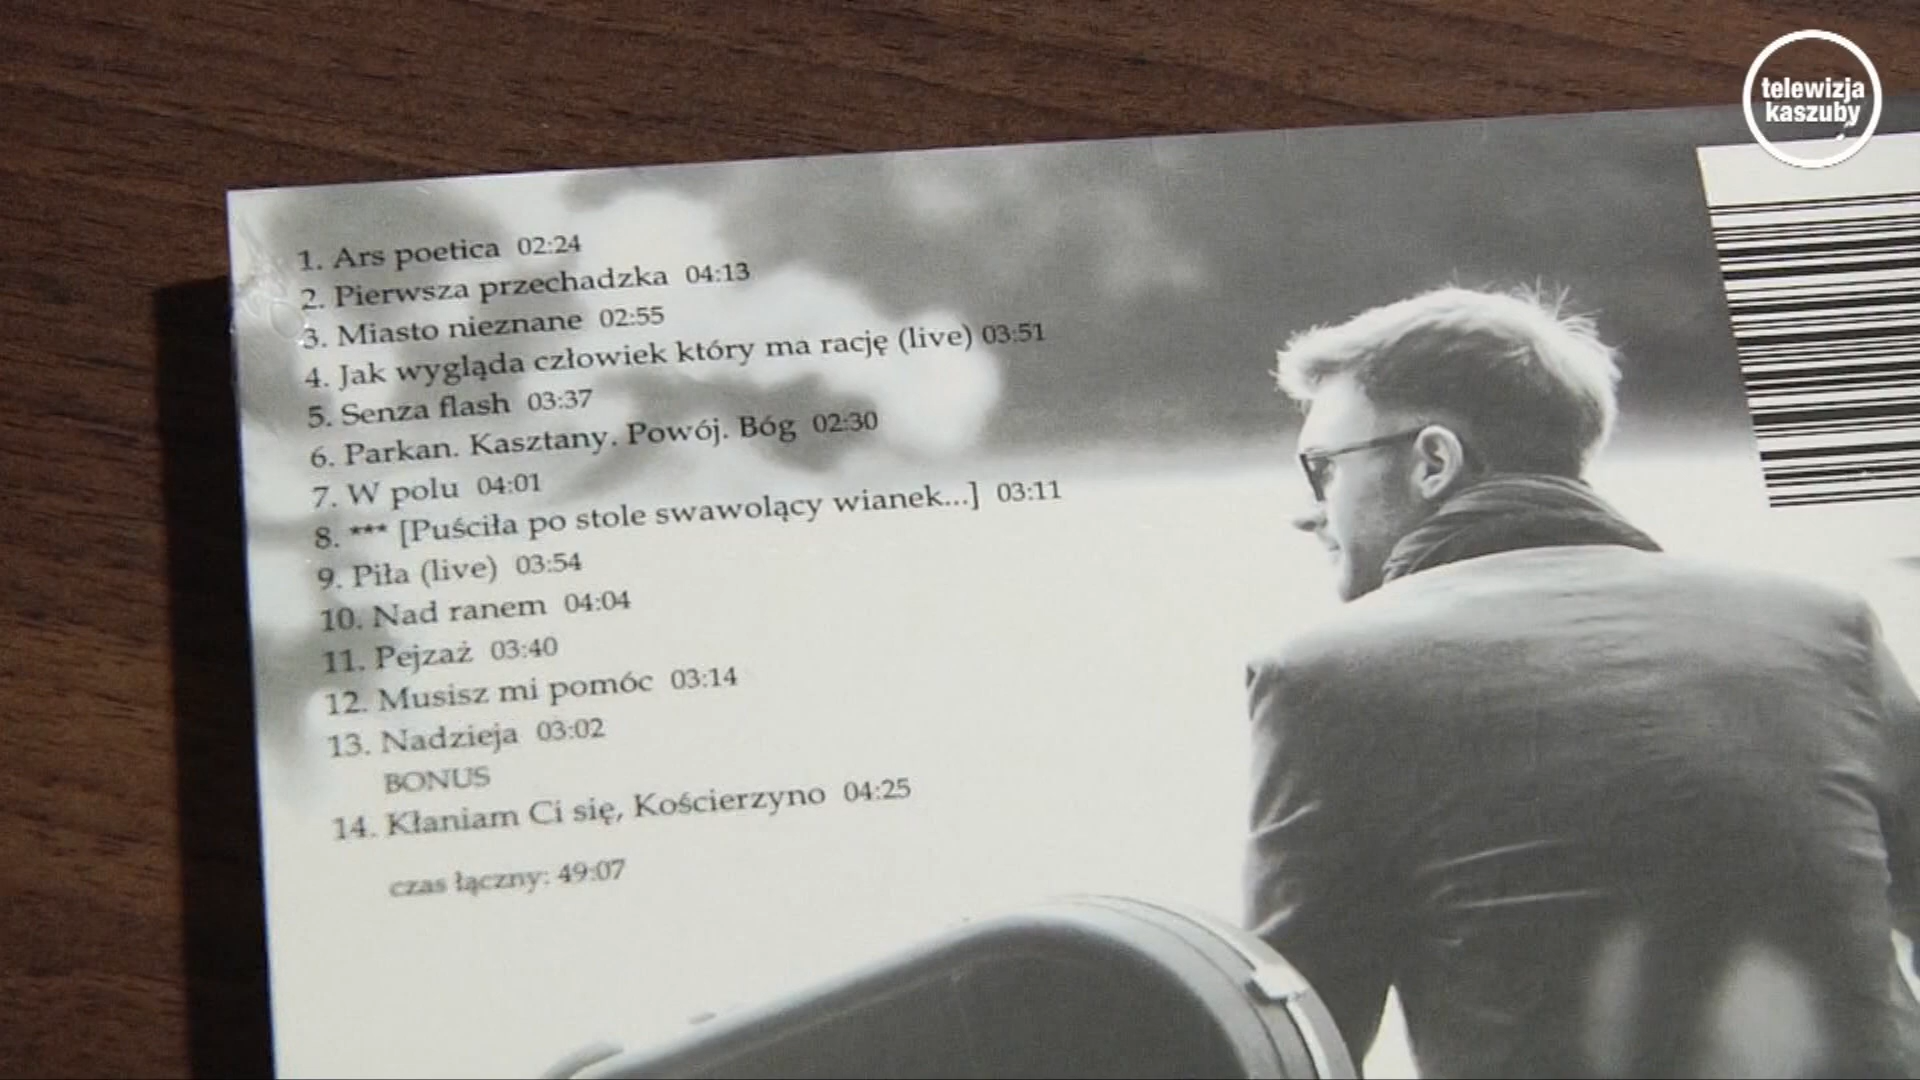 telewizja
kaszuby
1. Ars poetica 02:24
2. Pierwsza przechadzka 04:13
3. Miasto nieznane 02:55
4. Jak wygląda człowiek który ma rację (live) 03:51
5. Senza flash 03:37
6. Parkan. Kasztany. Powój. Bóg 02:30
7. W polu 04:01
8. *** [Puściła po stole swawolący wianek...] 03:11
9. Piła (live) 03:54
10. Nad ranem 04:04
11. Pejzaż 03:40
12. Musisz mi pomóc 03:14
13. Nadzieja 03:02
BONUS
14. Kłaniam Ci się, Kościerzyno 04:25
czas łączny: 49:07